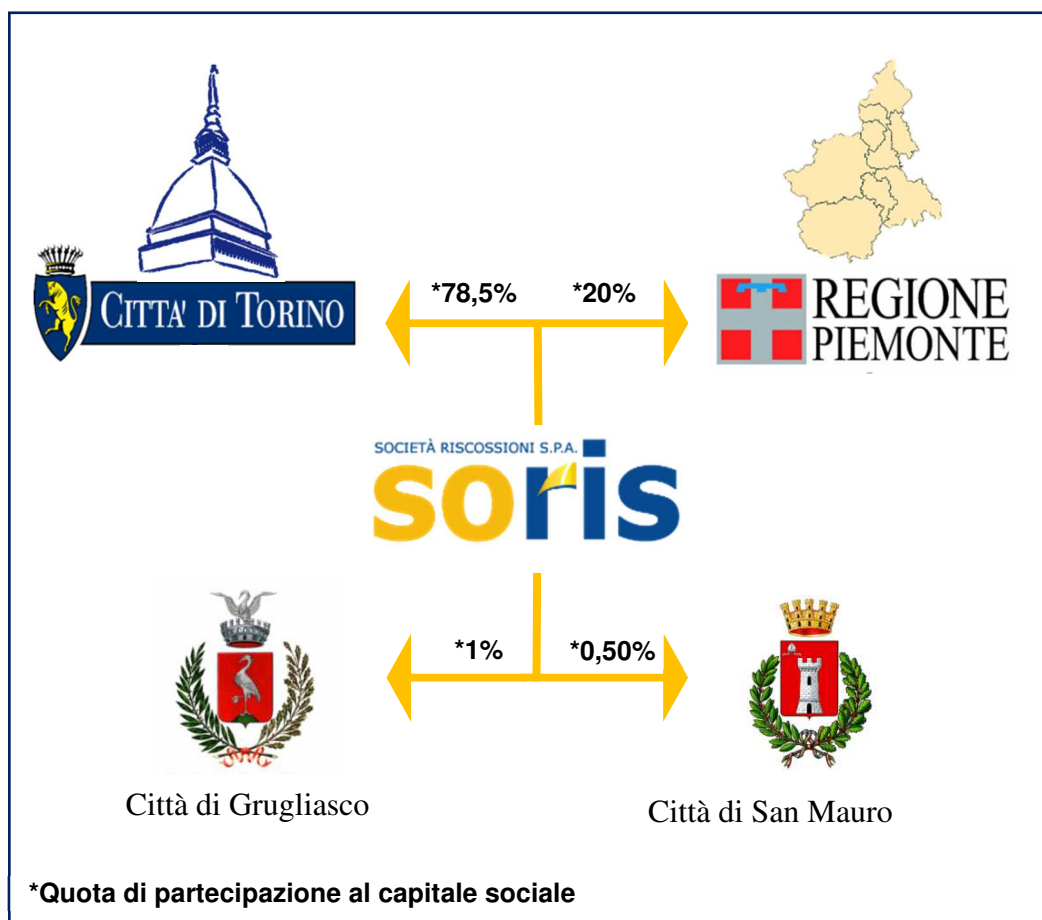 *78,5%
*20%
CITTA' DI TORINO
REGIONE
PIEMONTE
SOCIETÀ RISCOSSIONI S.P.A.
soris
*1%
*0,50%
Città di Grugliasco
Città di San Mauro
*Quota di partecipazione al capitale sociale